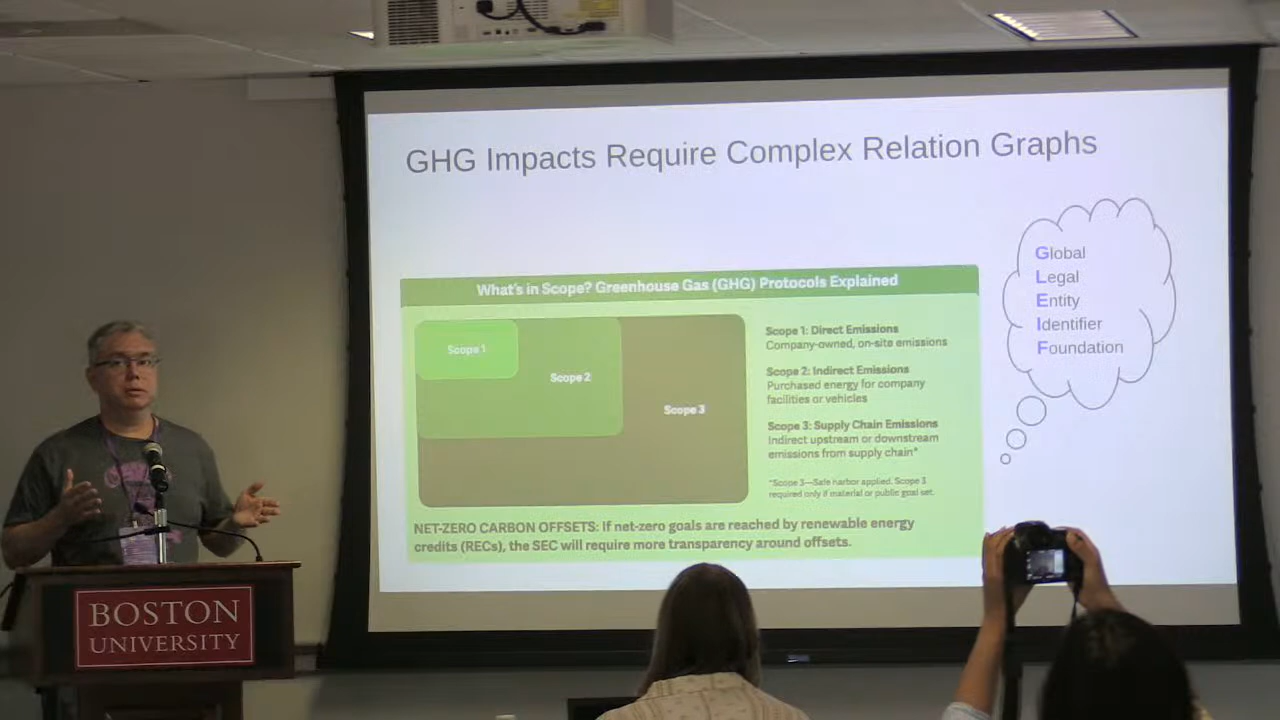 GHG Impacts Require Complex Relation Graphs
Global
Legal
Entity
Identifier
Foundation
What's in Scope? Greenhouse Gas (GHG) Protocols Explained
Scope 1
Scope 2
Scope 3
Scope 1: Direct Emissions
Company-owned, on-site emissions
Scope 2: Indirect Emissions
Purchased energy for company
facilities or vehicles
Scope 3: Supply Chain Emissions
Indirect upstream or downstream
emissions from supply chain*
*Scope 3—Safe harbor applied. Scope 3
required only if material or public goal set.
NET-ZERO CARBON OFFSETS: If net-zero goals are reached by renewable energy
credits (RECs), the SEC will require more transparency around offsets.
BOSTON
UNIVERSITY